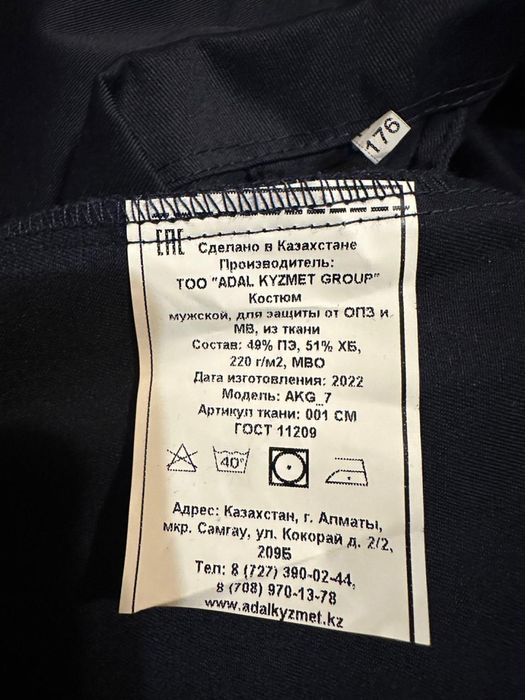 176
ЕАС Сделано в Казахстане
Производитель:
ТОО "ADAL KYZMET GROUP"
Костюм
мужской, для защиты от ОПЗ и
МВ, из ткани
Состав: 49% ПЭ, 51% ХБ,
220 г/м2, МВО
Дата изготовления: 2022
Модель: AKG_7
Артикул ткани: 001 СМ
ГОСТ 11209
40°
Адрес: Казахстан, г. Алматы,
мкр. Самгау, ул. Кокорай д. 2/2,
209Б
Тел: 8 (727) 390-02-44,
8 (708) 970-13-78
www.adalkyzmet.kz